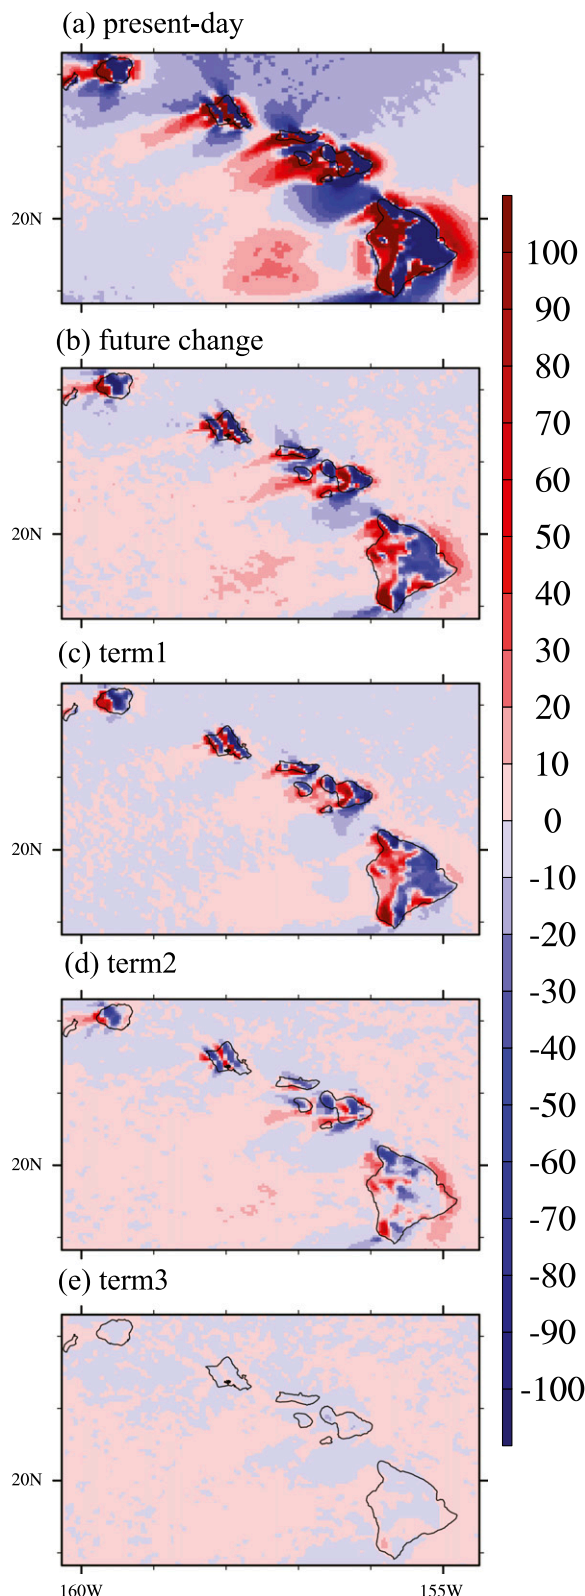 (a) present-day
20N
(b) future change
20N
(c) term1
20N
(d) term2
20N
(e) term3
20N
160W 155W
100
90
80
70
60
50
40
30
20
10
0
-10
-20
-30
-40
-50
-60
-70
-80
-90
-100